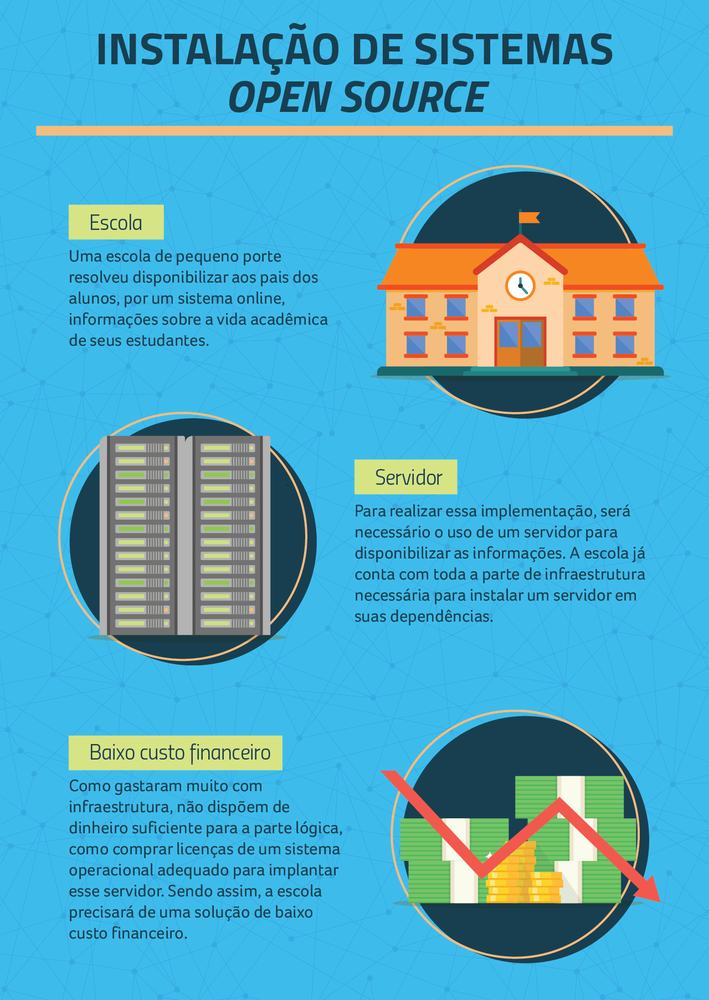 INSTALAÇÃO DE SISTEMAS
OPEN SOURCE
Escola
Uma escola de pequeno porte
resolveu disponibilizar aos pais dos
alunos, por um sistema online,
informações sobre a vida acadêmica
de seus estudantes.
Servidor
Para realizar essa implementação, será
necessário o uso de um servidor para
disponibilizar as informações. A escola já
conta com toda a parte de infraestrutura
necessária para instalar um servidor em
suas dependências.
Baixo custo financeiro
Como gastaram muito com
infraestrutura, não dispõem de
dinheiro suficiente para a parte lógica,
como comprar licenças de um sistema
operacional adequado para implantar
esse servidor. Sendo assim, a escola
precisará de uma solução de baixo
custo financeiro.